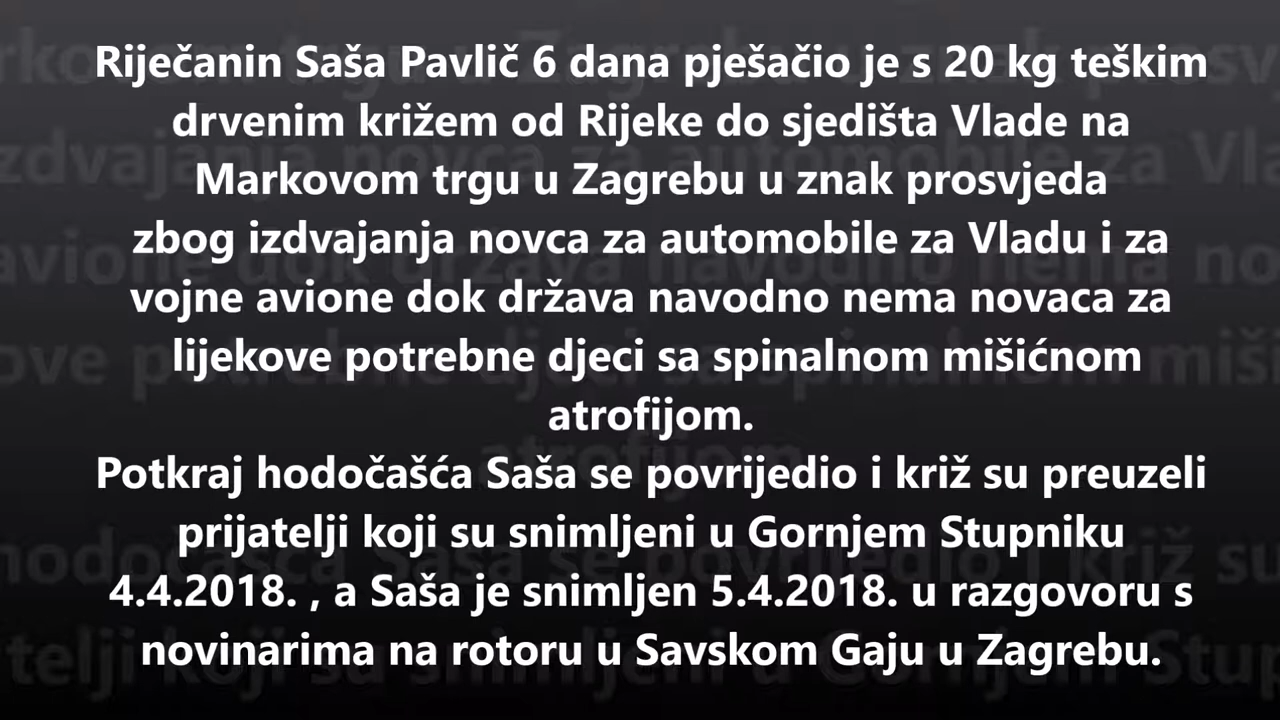 Riječanin Saša Pavlič 6 dana pješačio je s 20 kg teškim
drvenim križem od Rijeke do sjedišta Vlade na
Markovom trgu u Zagrebu u znak prosvjeda
zbog izdvajanja novca za automobile za Vladu i za
vojne avione dok država navodno nema novaca za
lijekove potrebne djeci sa spinalnom mišićnom
atrofijom.
Potkraj hodočašća Saša se povrijedio i križ su preuzeli
prijatelji koji su snimljeni u Gornjem Stupniku
4.4.2018. , a Saša je snimljen 5.4.2018. u razgovoru s
novinarima na rotoru u Savskom Gaju u Zagrebu.